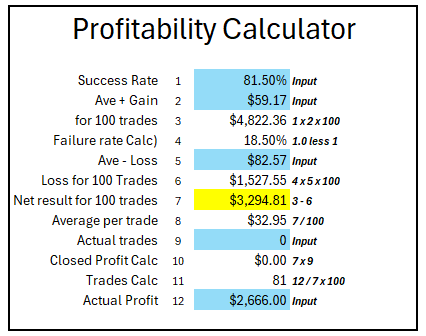 Profitability Calculator
Success Rate 1 81.50% Input
Ave + Gain 2 $59.17 Input
for 100 trades 3 $4,822.36 1 x 2 x 100
Failure rate Calc) 4 18.50% 1.0 less 1
Ave - Loss 5 $82.57 Input
Loss for 100 Trades 6 $1,527.55 4 x 5 x 100
Net result for 100 trades 7 $3,294.81 3 - 6
Average per trade 8 $32.95 7 / 100
Actual trades 9 0 Input
Closed Profit Calc 10 $0.00 7 x 9
Trades Calc 11 81 12 / 7 x 100
Actual Profit 12 $2,666.00 Input